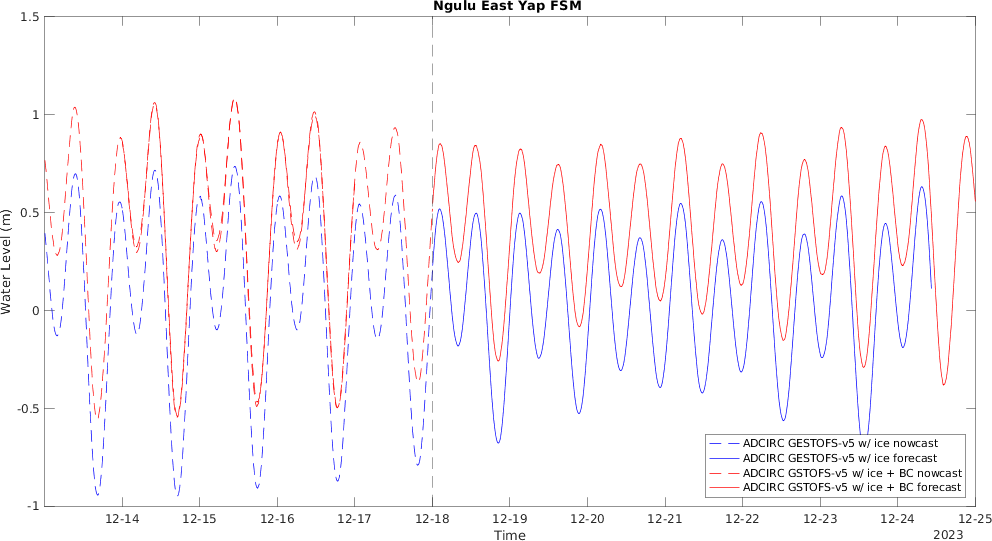 Ngulu East Yap FSM
1.5
1
0.5
0
-0.5
-1
Water Level (m)
ADCIRC GESTOFS-v5 w/ ice nowcast
ADCIRC GESTOFS-v5 w/ ice forecast
ADCIRC GSTOFS-v5 w/ ice + BC nowcast
ADCIRC GSTOFS-v5 w/ ice + BC forecast
12-14 12-15 12-16 12-17 12-18 12-19 12-20 12-21 12-22 12-23 12-24 12-25
Time
2023